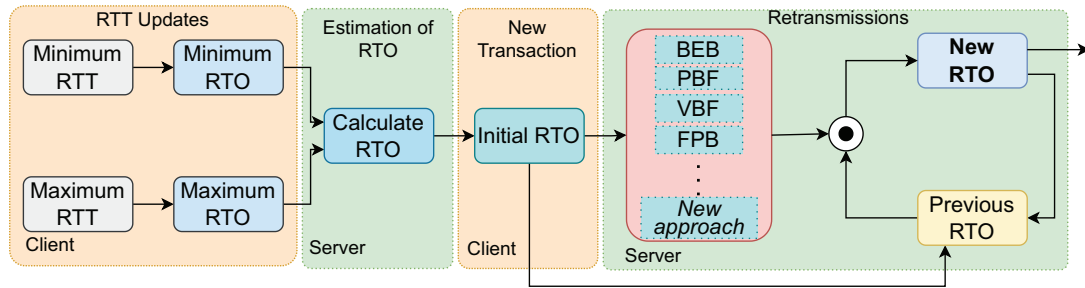 RTT Updates
Minimum
RTT
Minimum
RTO
Maximum
RTT
Maximum
RTO
Client
Estimation of
RTO
Calculate
RTO
Server
New
Transaction
Initial RTO
Client
Retransmissions
BEB
PBF
VBF
FPB
New
approach
Server
New
RTO
Previous
RTO